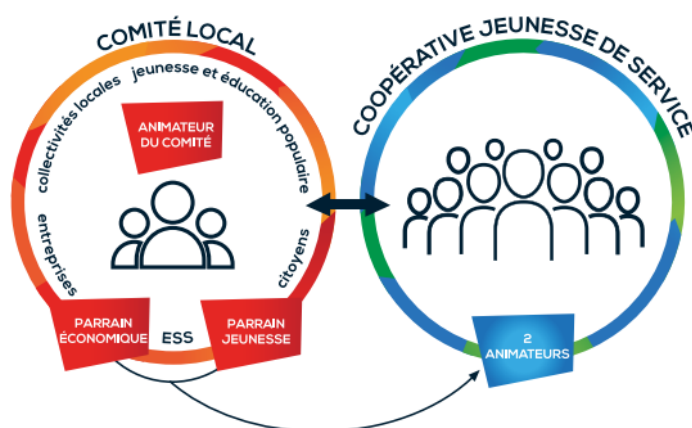 COMITÉ LOCAL
collectivités locales
jeunesse et éducation populaire
ANIMATEUR
DU COMITÉ
entreprises
citoyens
PARRAIN
ÉCONOMIQUE
ESS
PARRAIN
JEUNESSE
COOPÉRATIVE JEUNESSE DE SERVICE
2
ANIMATEURS